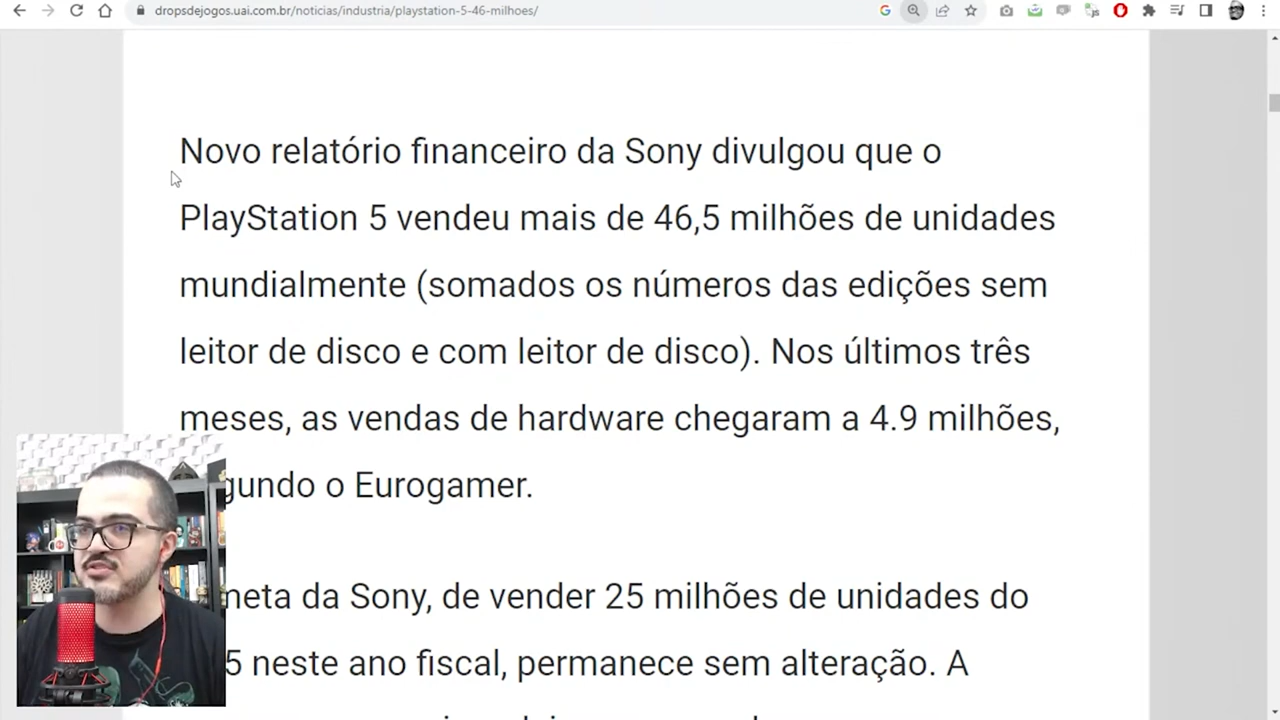 dropsdejogos.uai.com.br/noticias/industria/playstation-5-46-milhoes/
Novo relatório financeiro da Sony divulgou que o
PlayStation 5 vendeu mais de 46,5 milhões de unidades
mundialmente (somados os números das edições sem
leitor de disco e com leitor de disco). Nos últimos três
meses, as vendas de hardware chegaram a 4.9 milhões,
gundo o Eurogamer.
meta da Sony, de vender 25 milhões de unidades do
5 neste ano fiscal, permanece sem alteração. A